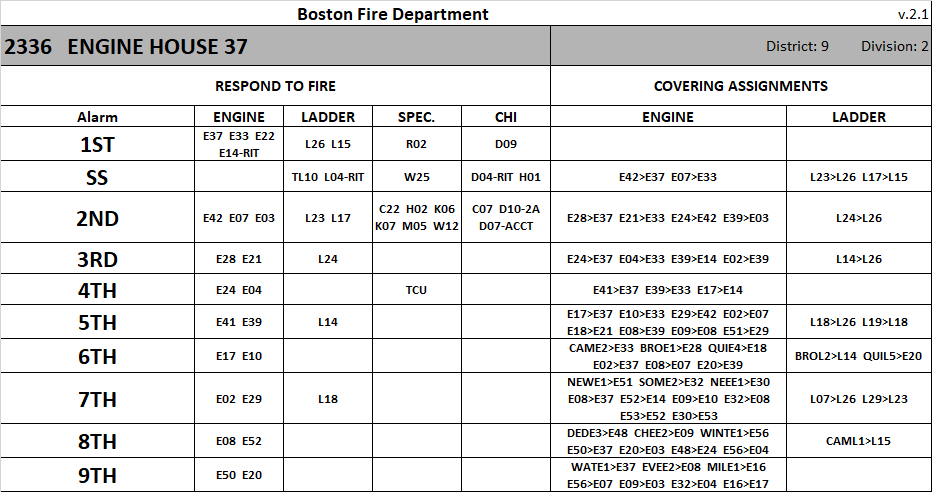 Boston Fire Department v.2.1
2336 ENGINE HOUSE 37 District: 9 Division: 2
RESPOND TO FIRE COVERING ASSIGNMENTS
Alarm ENGINE LADDER SPEC. CHI ENGINE LADDER
1ST E37 E33 E22
E14-RIT L26 L15 R02 D09
SS TL10 L04-RIT W25 D04-RIT H01 E42>E37 E07>E33 L23>L26 L17>L15
2ND E42 E07 E03 L23 L17 C22 H02 K06
K07 M05 W12 C07 D10-2A
D07-ACCT E28>E37 E21>E33 E24>E42 E39>E03 L24>L26
3RD E28 E21 L24 E24>E37 E04>E33 E39>E14 E02>E39 L14>L26
4TH E24 E04 TCU E41>E37 E39>E33 E17>E14
5TH E41 E39 L14 E17>E37 E10>E33 E29>E42 E02>E07
E18>E21 E08>E39 E09>E08 E51>E29 L18>L26 L19>L18
6TH E17 E10 CAME2>E33 BROE1>E28 QUIE4>E18
E02>E37 E08>E07 E20>E39 BROL2>L14 QUIL5>E20
7TH E02 E29 L18 NEWE1>E51 SOME2>E32 NEEE1>E30
E08>E37 E52>E14 E09>E10 E32>E08
E53>E52 E30>E53 L07>L26 L29>L23
8TH E08 E52 DEDE3>E48 CHEE2>E09 WINTE1>E56
E50>E37 E20>E03 E48>E24 E56>E04 CAML1>L15
9TH E50 E20 WATE1>E37 EVEE2>E08 MILE1>E16
E56>E07 E09>E03 E32>E04 E16>E17